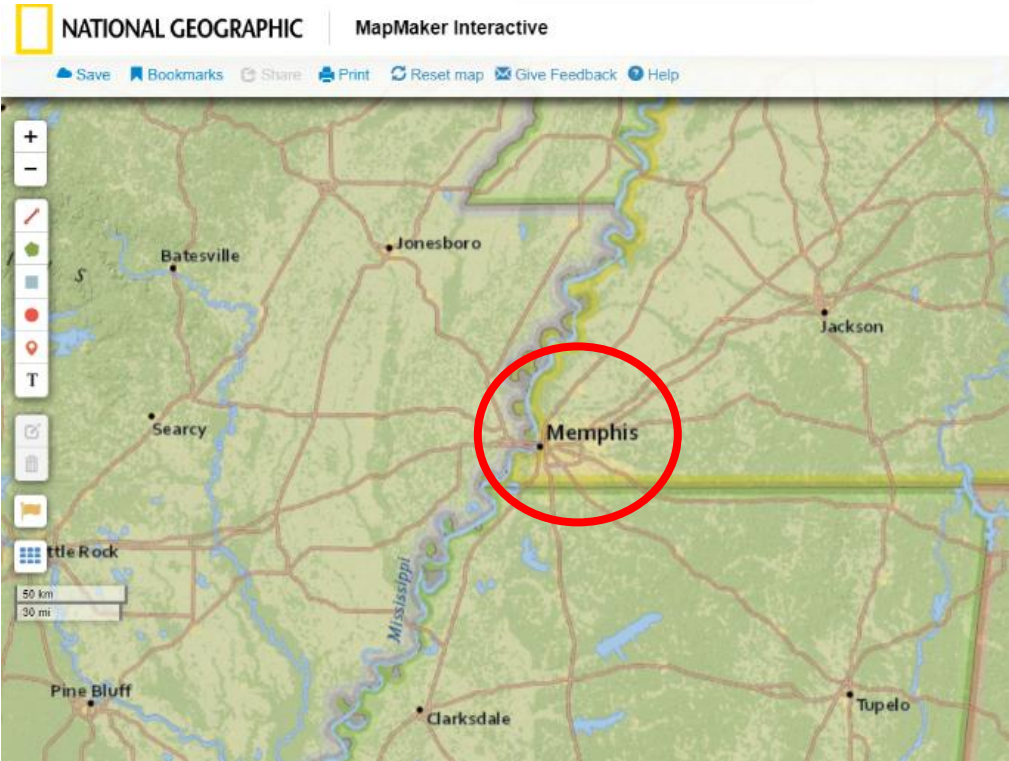 NATIONAL GEOGRAPHIC MapMaker Interactive
Save Bookmarks Share Print Reset map Give Feedback Help
+
−
Jonesboro
Batesville
S
Jackson
T
Searcy
Memphis
ttle Rock
50 km
30 mi
Mississippi
Pine Bluff
Clarksdale
Tupelo